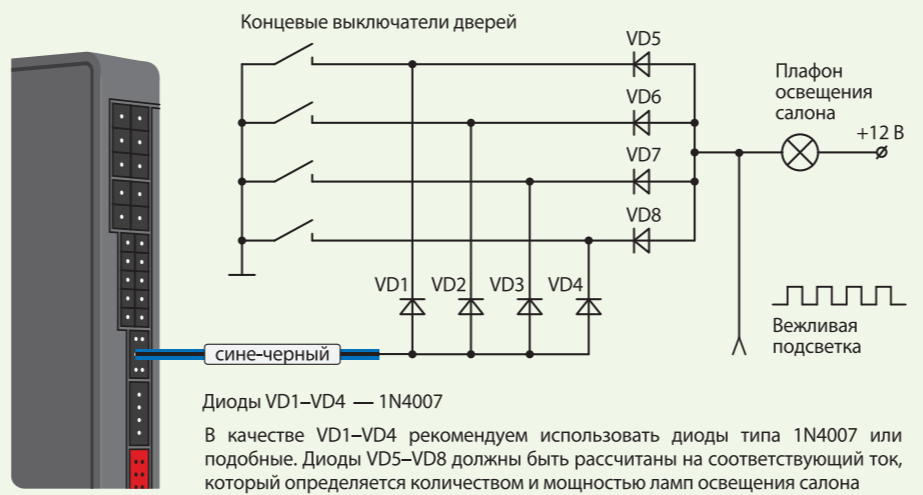 Концевые выключатели дверей
VD5
VD6
VD7
VD8
Плафон
освещения
салона
+12 В
VD1 VD2 VD3 VD4
Вежливая
подсветка
сине-черный
Диоды VD1–VD4 — 1N4007
В качестве VD1–VD4 рекомендуем использовать диоды типа 1N4007 или
подобные. Диоды VD5–VD8 должны быть рассчитаны на соответствующий ток,
который определяется количеством и мощностью ламп освещения салона